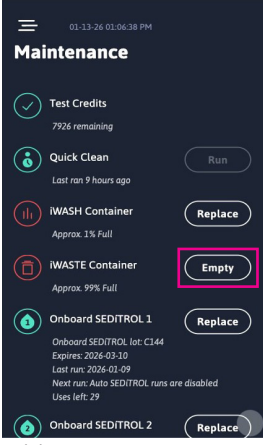 01-13-26 01:06:38 PM
Maintenance
Test Credits
7926 remaining
Quick Clean
Run
Last ran 9 hours ago
iWASH Container
Replace
Approx. 1% Full
iWASTE Container
Empty
Approx. 99% Full
1
Onboard SEDiTROL 1
Replace
Onboard SEDiTROL lot: C144
Expires: 2026-03-10
Last run: 2026-01-09
Next run: Auto SEDiTROL runs are disabled
Uses left: 29
2
Onboard SEDiTROL 2
Replace